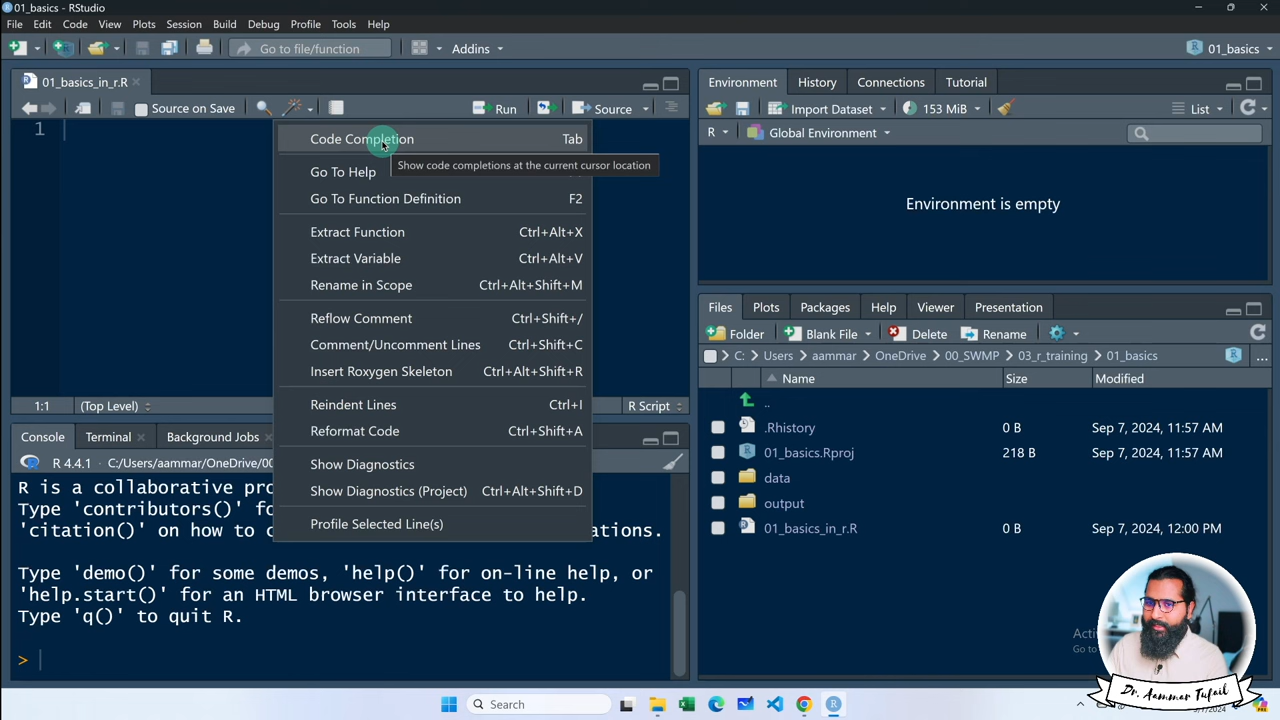 01_basics - RStudio
File Edit Code View Plots Session Build Debug Profile Tools Help
Go to file/function Addins 01_basics
01_basics_in_r.R
Source on Save Run Source
1
Code Completion Tab
Show code completions at the current cursor location
Go To Help
Go To Function Definition F2
Extract Function Ctrl+Alt+X
Extract Variable Ctrl+Alt+V
Rename in Scope Ctrl+Alt+Shift+M
Reflow Comment Ctrl+Shift+/
Comment/Uncomment Lines Ctrl+Shift+C
Insert Roxygen Skeleton Ctrl+Alt+Shift+R
Reindent Lines Ctrl+I
Reformat Code Ctrl+Shift+A
Show Diagnostics
Show Diagnostics (Project) Ctrl+Alt+Shift+D
Profile Selected Line(s)
1:1 (Top Level) R Script
Console Terminal Background Jobs
R 4.4.1 · C:/Users/aammar/OneDrive/00
R is a collaborative pro
Type 'contributors()' fo
'citation()' on how to c ations.
Type 'demo()' for some demos, 'help()' for on-line help, or
'help.start()' for an HTML browser interface to help.
Type 'q()' to quit R.
>
Environment History Connections Tutorial
Import Dataset 153 MiB List
R Global Environment
Environment is empty
Files Plots Packages Help Viewer Presentation
Folder Blank File Delete Rename
C: Users aammar OneDrive 00_SWMP 03_r_training 01_basics ...
Name Size Modified
..
.Rhistory 0 B Sep 7, 2024, 11:57 AM
01_basics.Rproj 218 B Sep 7, 2024, 11:57 AM
data
output
01_basics_in_r.R 0 B Sep 7, 2024, 12:00 PM
Go to
Dr. Aammar Tufail
Search